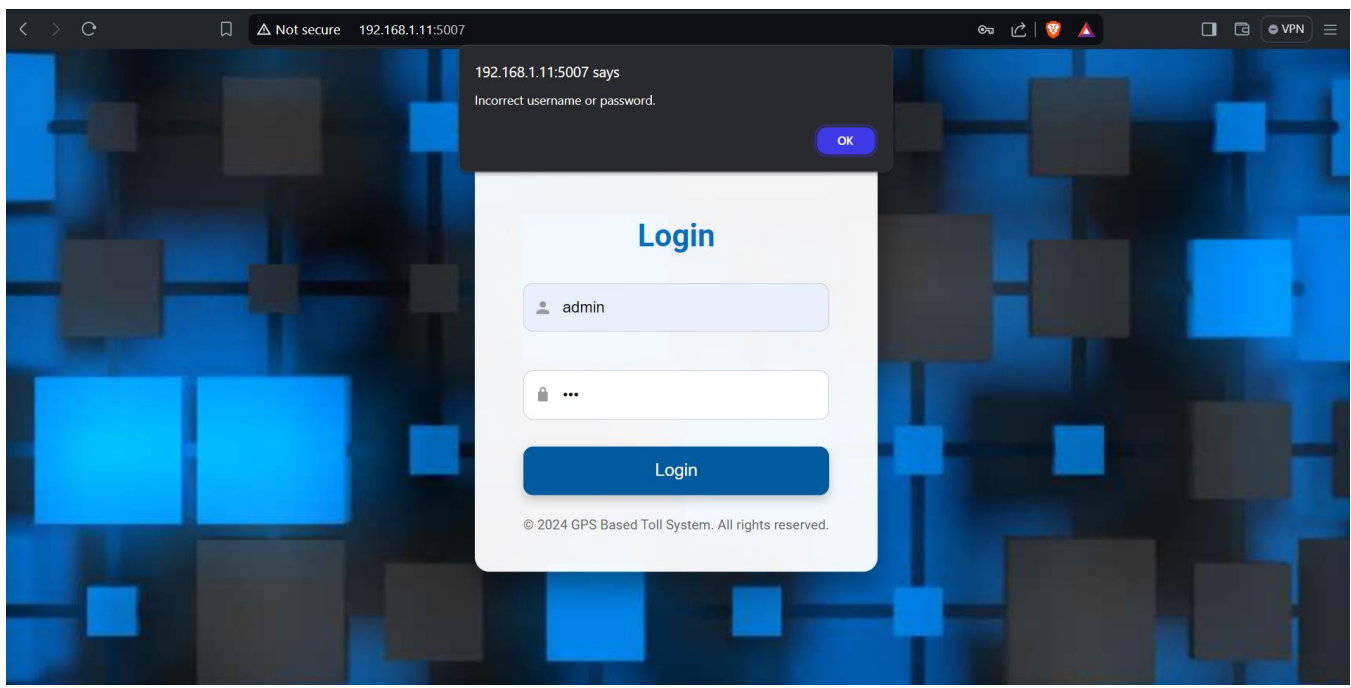 Not secure 192.168.1.11:5007
VPN
192.168.1.11:5007 says
Incorrect username or password.
OK
Login
admin
•••
Login
© 2024 GPS Based Toll System. All rights reserved.